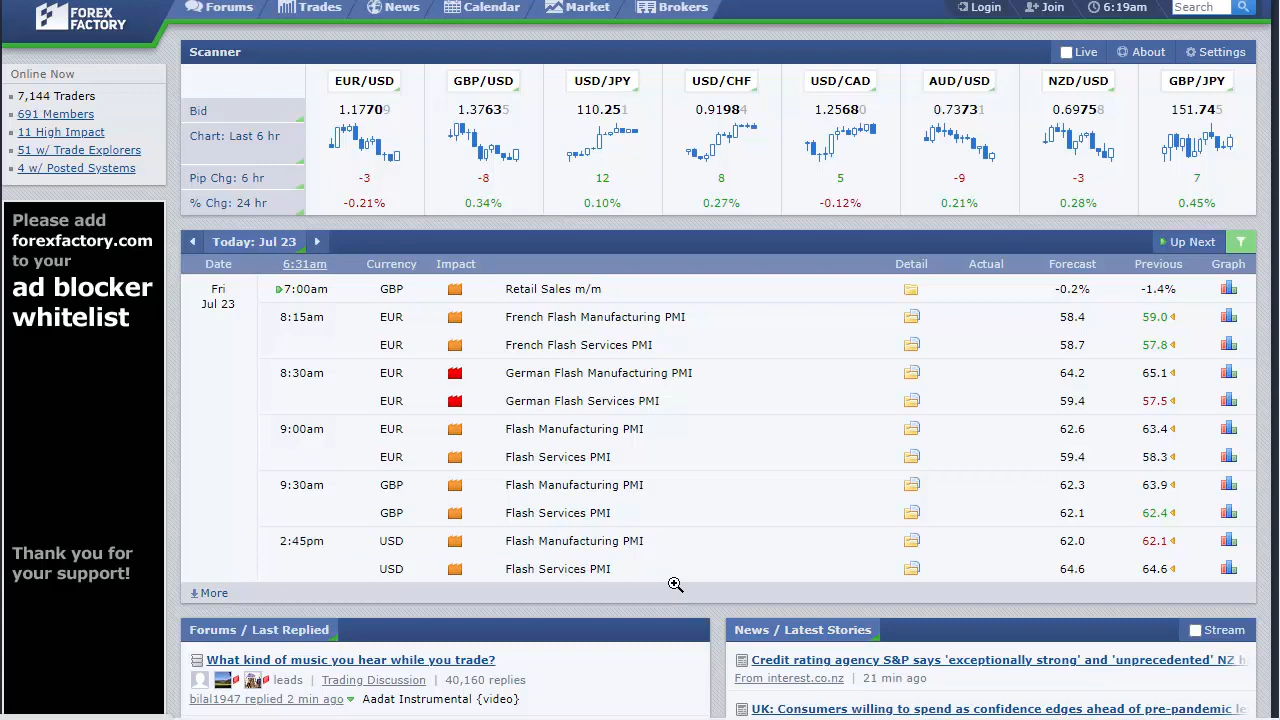 FOREX
FACTORY
Forums Trades News Calendar Market Brokers Login Join 6:19am Search
Online Now
7,144 Traders
691 Members
11 High Impact
51 w/ Trade Explorers
4 w/ Posted Systems
Please add
forexfactory.com
to your
ad blocker
whitelist
Thank you for
your support!
Scanner Live About Settings
EUR/USD GBP/USD USD/JPY USD/CHF USD/CAD AUD/USD NZD/USD GBP/JPY
Bid 1.17709 1.37635 110.251 0.91984 1.25680 0.73731 0.69758 151.745
Chart: Last 6 hr
Pip Chg: 6 hr -3 -8 12 8 5 -9 -3 7
% Chg: 24 hr -0.21% 0.34% 0.10% 0.27% -0.12% 0.21% 0.28% 0.45%
Today: Jul 23 Up Next
Date 6:31am Currency Impact Detail Actual Forecast Previous Graph
Fri 7:00am GBP Retail Sales m/m -0.2% -1.4%
Jul 23
8:15am EUR French Flash Manufacturing PMI 58.4 59.0
EUR French Flash Services PMI 58.7 57.8
8:30am EUR German Flash Manufacturing PMI 64.2 65.1
EUR German Flash Services PMI 59.4 57.5
9:00am EUR Flash Manufacturing PMI 62.6 63.4
EUR Flash Services PMI 59.4 58.3
9:30am GBP Flash Manufacturing PMI 62.3 63.9
GBP Flash Services PMI 62.1 62.4
2:45pm USD Flash Manufacturing PMI 62.0 62.1
USD Flash Services PMI 64.6 64.6
More
Forums / Last Replied
What kind of music you hear while you trade?
leads | Trading Discussion | 40,160 replies
bilal1947 replied 2 min ago Aadat Instrumental {video}
News / Latest Stories Stream
Credit rating agency S&P says 'exceptionally strong' and 'unprecedented' NZ
From interest.co.nz | 21 min ago
UK: Consumers willing to spend as confidence edges ahead of pre-pandemic